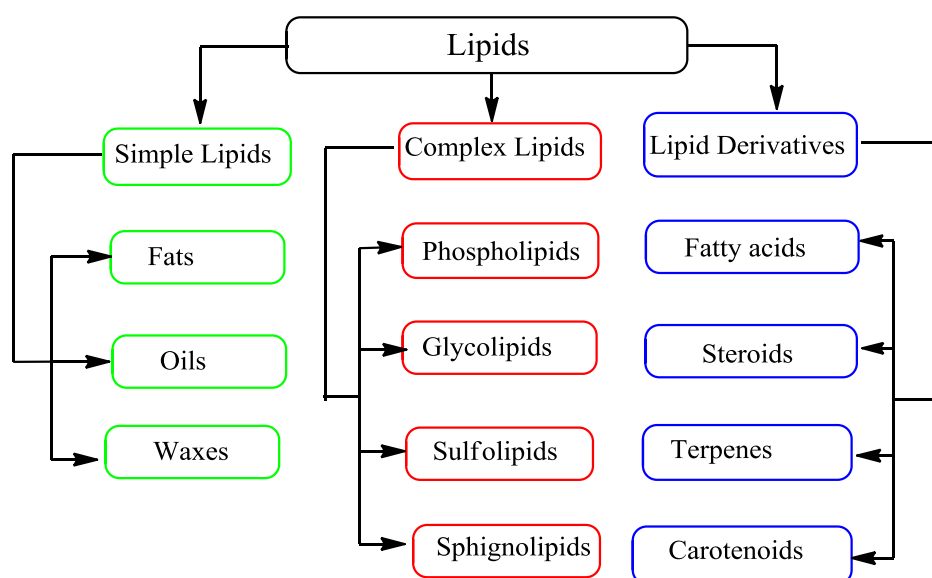 Lipids
Simple Lipids
Complex Lipids
Lipid Derivatives
Fats
Phospholipids
Fatty acids
Oils
Glycolipids
Steroids
Waxes
Sulfolipids
Terpenes
Sphignolipids
Carotenoids